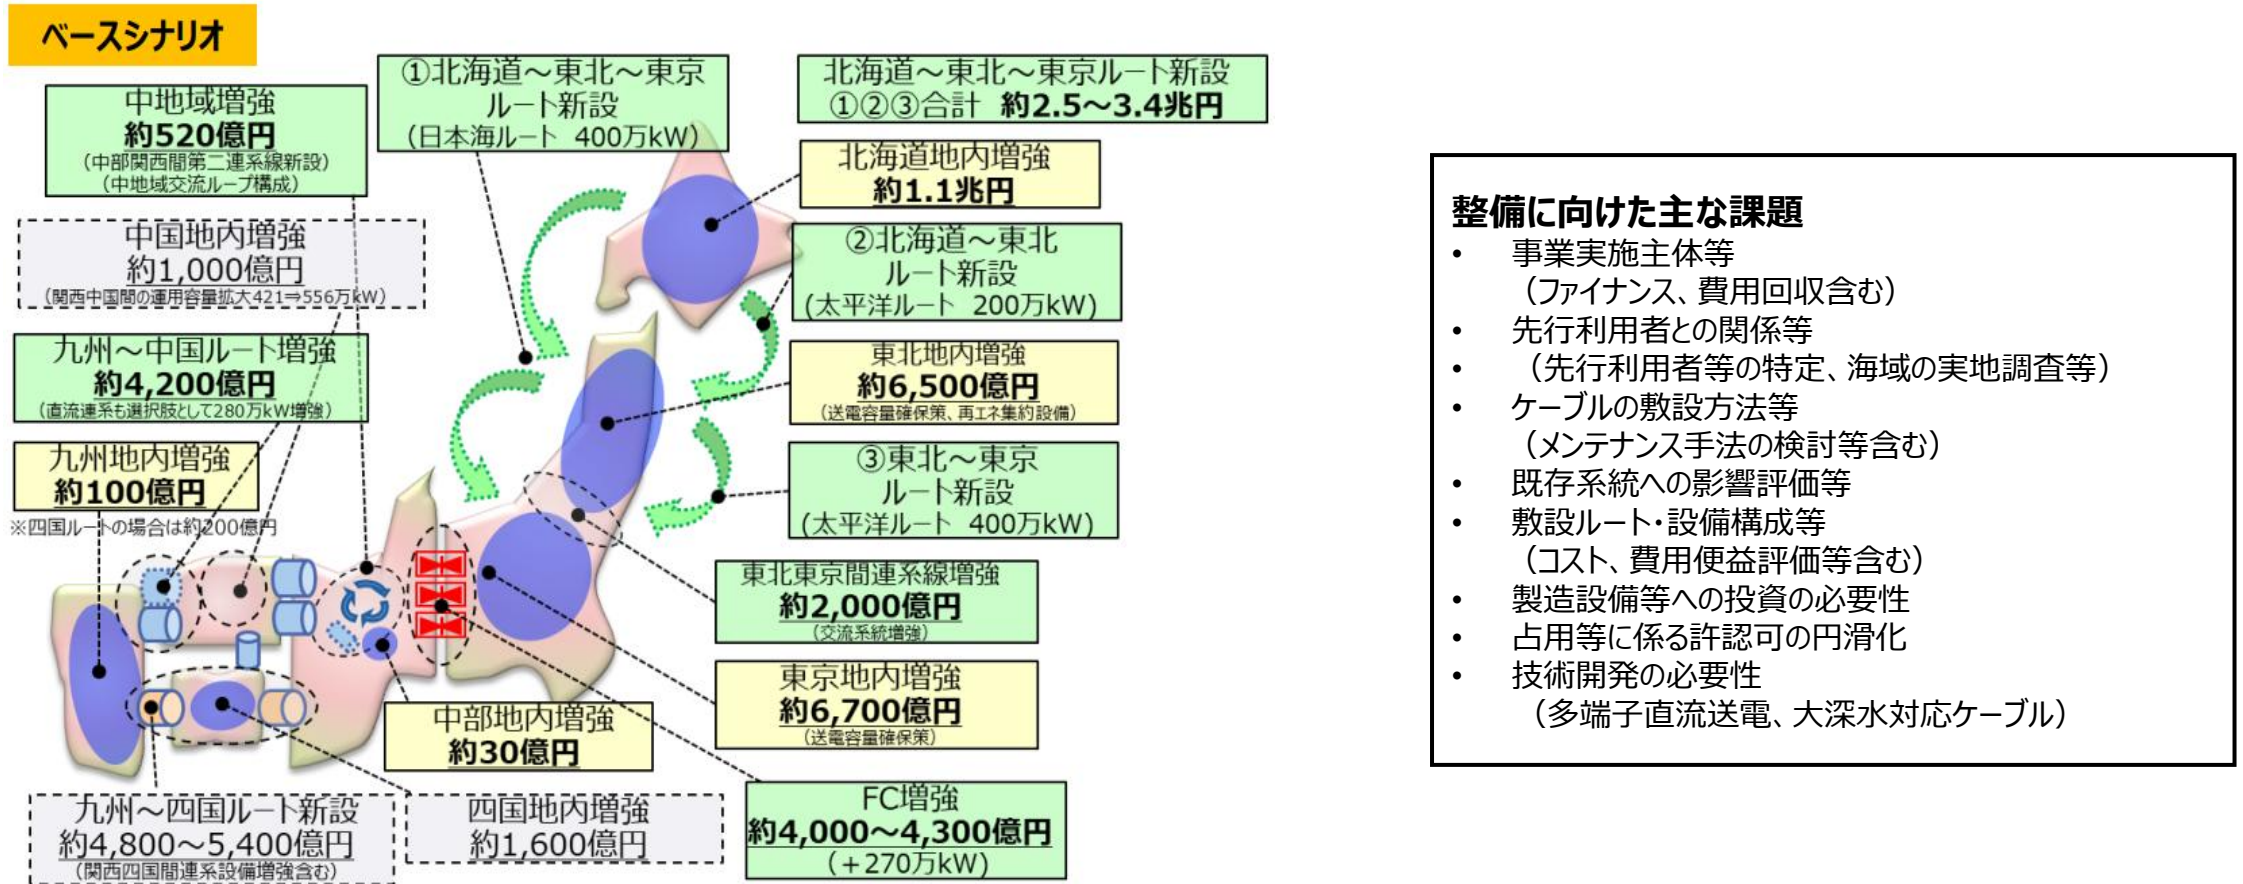 ベースシナリオ
中地域増強
約520億円
(中部関西間第二連系線新設)
(中地域交流ループ構成)
①北海道～東北～東京
ルート新設
(日本海ルート 400万kW)
北海道～東北～東京ルート新設
①②③合計 約2.5～3.4兆円
北海道地内増強
約1.1兆円
中国地内増強
約1,000億円
(関西中国間の運用容量拡大421⇒556万kW)
②北海道～東北
ルート新設
(太平洋ルート 200万kW)
九州～中国ルート増強
約4,200億円
(直流連系も選択肢として280万kW増強)
東北地内増強
約6,500億円
(送電容量確保策、再エネ集約設備)
九州地内増強
約100億円
※四国ルートの場合は約200億円
③東北～東京
ルート新設
(太平洋ルート 400万kW)
東北東京間連系線増強
約2,000億円
(交流系統増強)
東京地内増強
約6,700億円
(送電容量確保策)
中部地内増強
約30億円
九州～四国ルート新設
約4,800～5,400億円
(関西四国間連系設備増強含む)
四国地内増強
約1,600億円
FC増強
約4,000～4,300億円
(+270万kW)
整備に向けた主な課題
• 事業実施主体等
(ファイナンス、費用回収含む)
• 先行利用者との関係等
• (先行利用者等の特定、海域の実地調査等)
• ケーブルの敷設方法等
(メンテナンス手法の検討等含む)
• 既存系統への影響評価等
• 敷設ルート・設備構成等
(コスト、費用便益評価等含む)
• 製造設備等への投資の必要性
• 占用等に係る許認可の円滑化
• 技術開発の必要性
(多端子直流送電、大深水対応ケーブル)